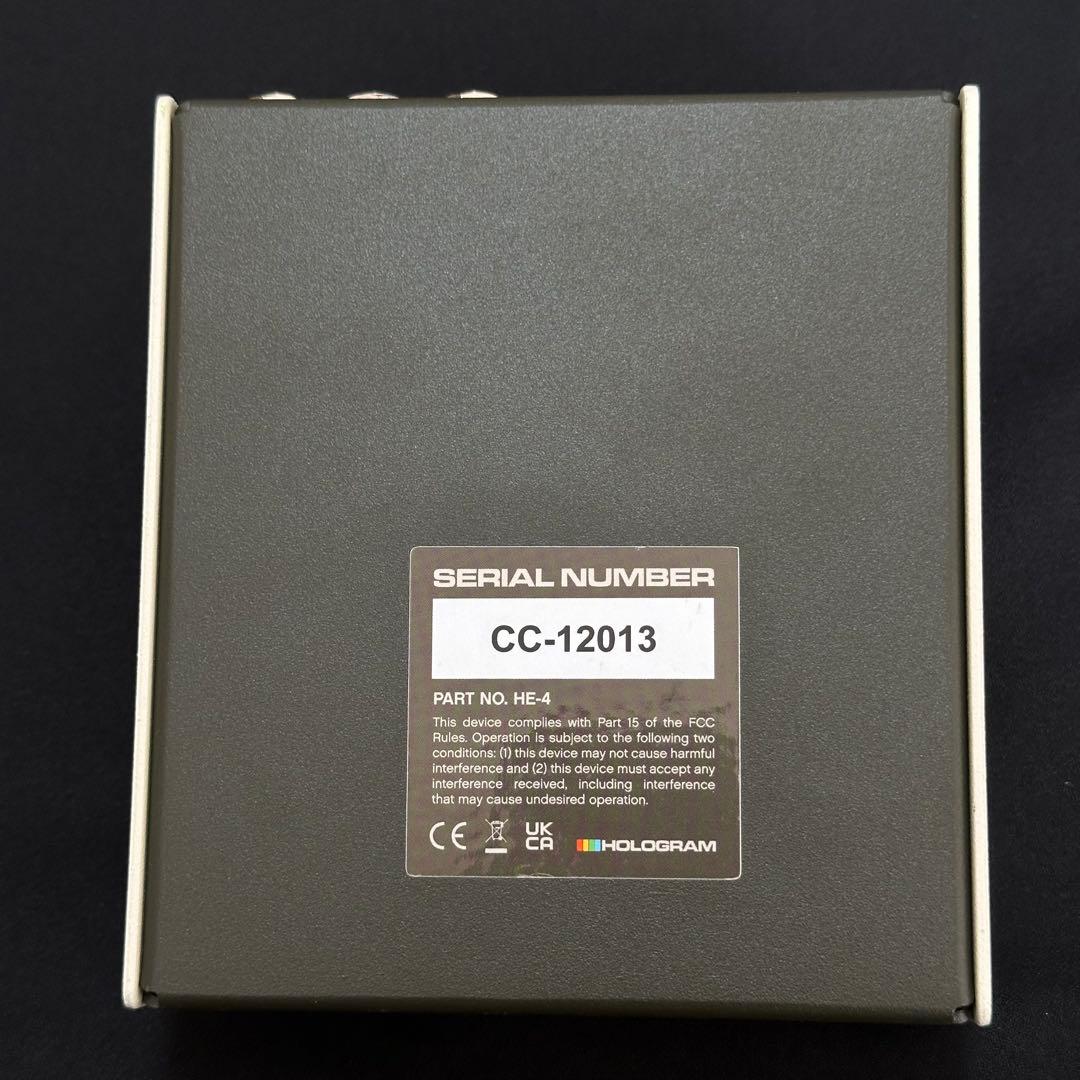 SERIAL NUMBER
CC-12013
PART NO. HE-4
This device complies with Part 15 of the FCC
Rules. Operation is subject to the following two
conditions: (1) this device may not cause harmful
interference and (2) this device must accept any
interference received, including interference
that may cause undesired operation.
CE UK
CA HOLOGRAM